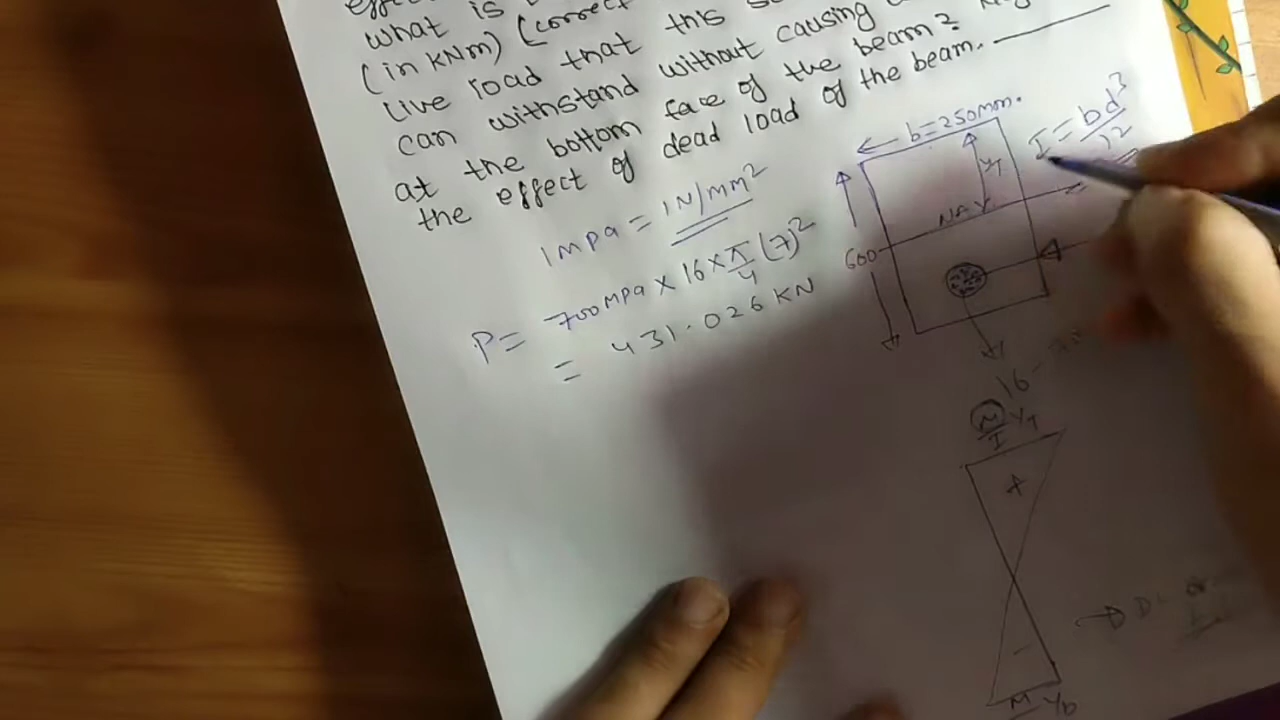 what is
(in KNm) (correct
live load that this
can withstand without causing
at the bottom face of the beam?
the effect of dead load of the beam.
1mpa = 1N/mm²
P = 700mpa x 16 x π/4 (7)²
= 431.026 KN
b=250mm.
I = bd³/12
YT
NA
600
16
M/I YT
+
-
M Yb